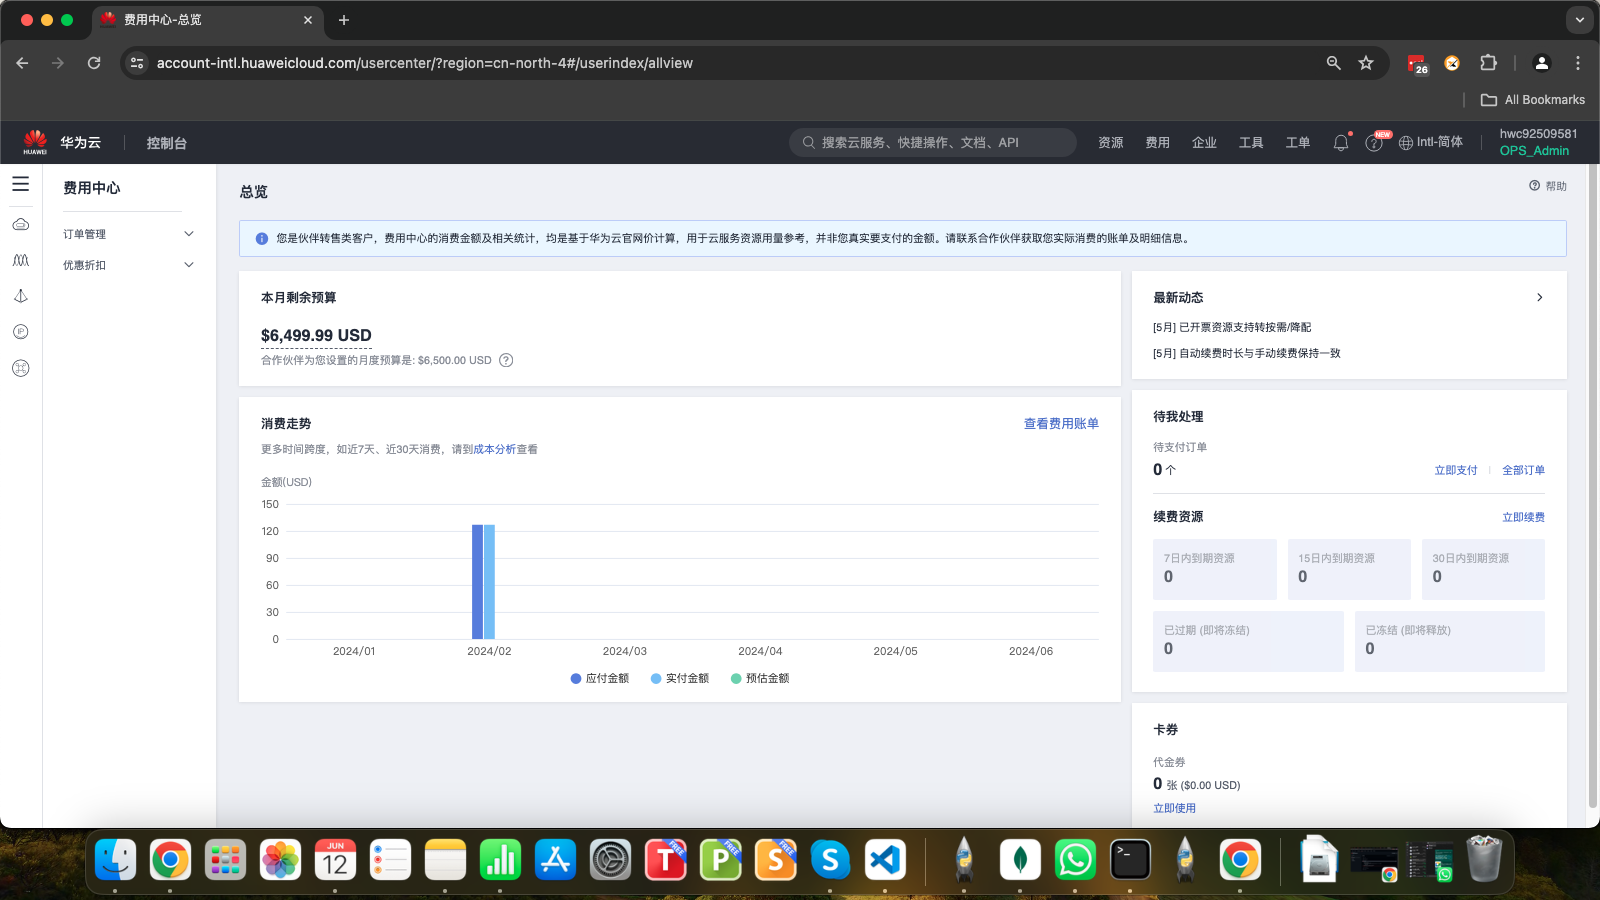 费用中心-总览
account-intl.huaweicloud.com/usercenter/?region=cn-north-4#/userindex/allview
26
All Bookmarks
HUAWEI
华为云
控制台
搜索云服务、快捷操作、文档、API
资源
费用
企业
工具
工单
NEW
Intl-简体
hwc92509581
OPS_Admin
费用中心
订单管理
优惠折扣
总览
帮助
您是伙伴转售类客户，费用中心的消费金额及相关统计，均是基于华为云官网价计算，用于云服务资源用量参考，并非您真实要支付的金额。请联系合作伙伴获取您实际消费的账单及明细信息。
本月剩余预算
$6,499.99 USD
合作伙伴为您设置的月度预算是: $6,500.00 USD
消费走势
查看费用账单
更多时间跨度，如近7天、近30天消费，请到成本分析查看
金额(USD)
150
120
90
60
30
0
2024/01
2024/02
2024/03
2024/04
2024/05
2024/06
应付金额
实付金额
预估金额
最新动态
[5月] 已开票资源支持转按需/降配
[5月] 自动续费时长与手动续费保持一致
待我处理
待支付订单
0 个
立即支付
全部订单
续费资源
立即续费
7日内到期资源
0
15日内到期资源
0
30日内到期资源
0
已过期 (即将冻结)
0
已冻结 (即将释放)
0
卡券
代金券
0 张 ($0.00 USD)
立即使用
JUN
12
T
FREE
P
FREE
S
FREE
S
>_